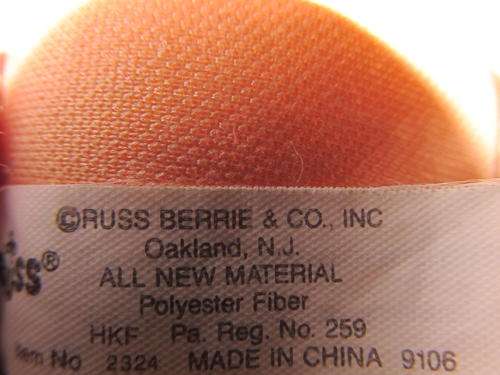 ©RUSS BERRIE & CO., INC
Oakland, N.J.
ALL NEW MATERIAL
Polyester Fiber
HKF Pa. Reg. No. 259
No 2324 MADE IN CHINA 9106